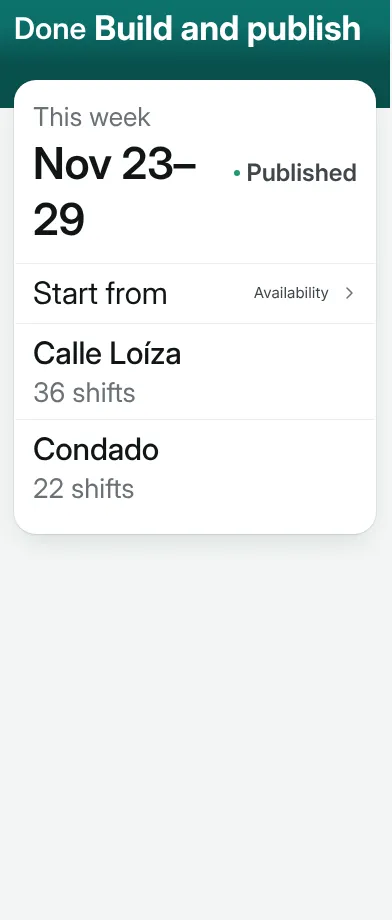 Done Build and publish
This week
Nov 23–
29
Published
Start from
Availability
Calle Loíza
36 shifts
Condado
22 shifts